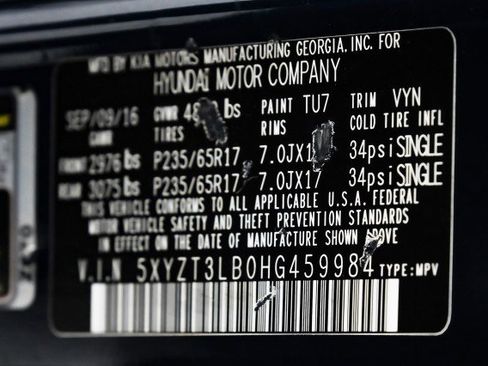 MFD BY KIA MOTORS MANUFACTURING GEORGIA. INC. FOR
HYUNDAI MOTOR COMPANY
SEP/09/16 GVWR lbs PAINT TU7 TRIM VYN
GAWR TIRES RIMS COLD TIRE INFL
FRONT 2976 lbs P235/65R17 7.0JX17 34psi SINGLE
REAR 3075 lbs P235/65R17 7.0JX17 34psi SINGLE
THIS VEHICLE CONFORMS TO ALL APPLICABLE U.S.A. FEDERAL
MOTOR VEHICLE SAFETY AND THEFT PREVENTION STANDARDS
IN EFFECT ON THE DATE OF MANUFACTURE SHOWN ABOVE
V.I.N 5XYZT3LB0HG459984 TYPE:MPV